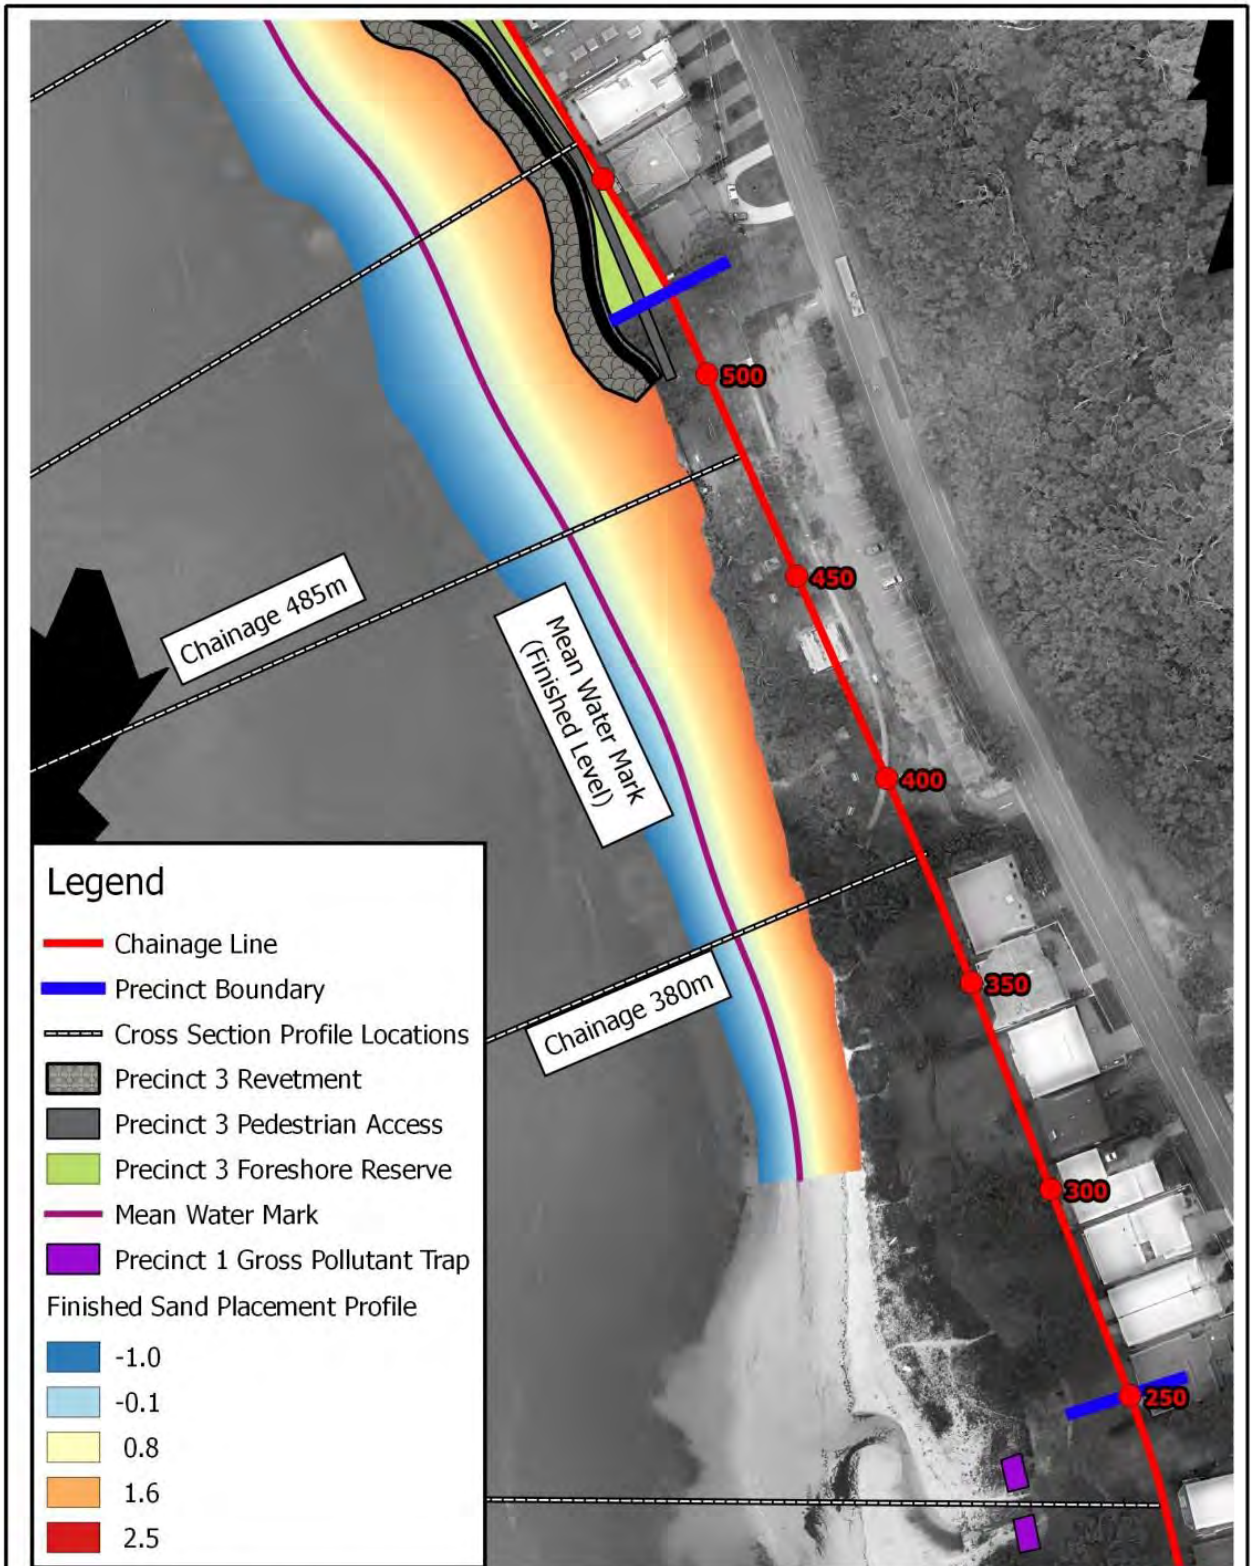 500
450
Chainage 485m
Mean Water Mark
(Finished Level)
400
Chainage 380m
350
300
250
Legend
Chainage Line
Precinct Boundary
Cross Section Profile Locations
Precinct 3 Revetment
Precinct 3 Pedestrian Access
Precinct 3 Foreshore Reserve
Mean Water Mark
Precinct 1 Gross Pollutant Trap
Finished Sand Placement Profile
-1.0
-0.1
0.8
1.6
2.5